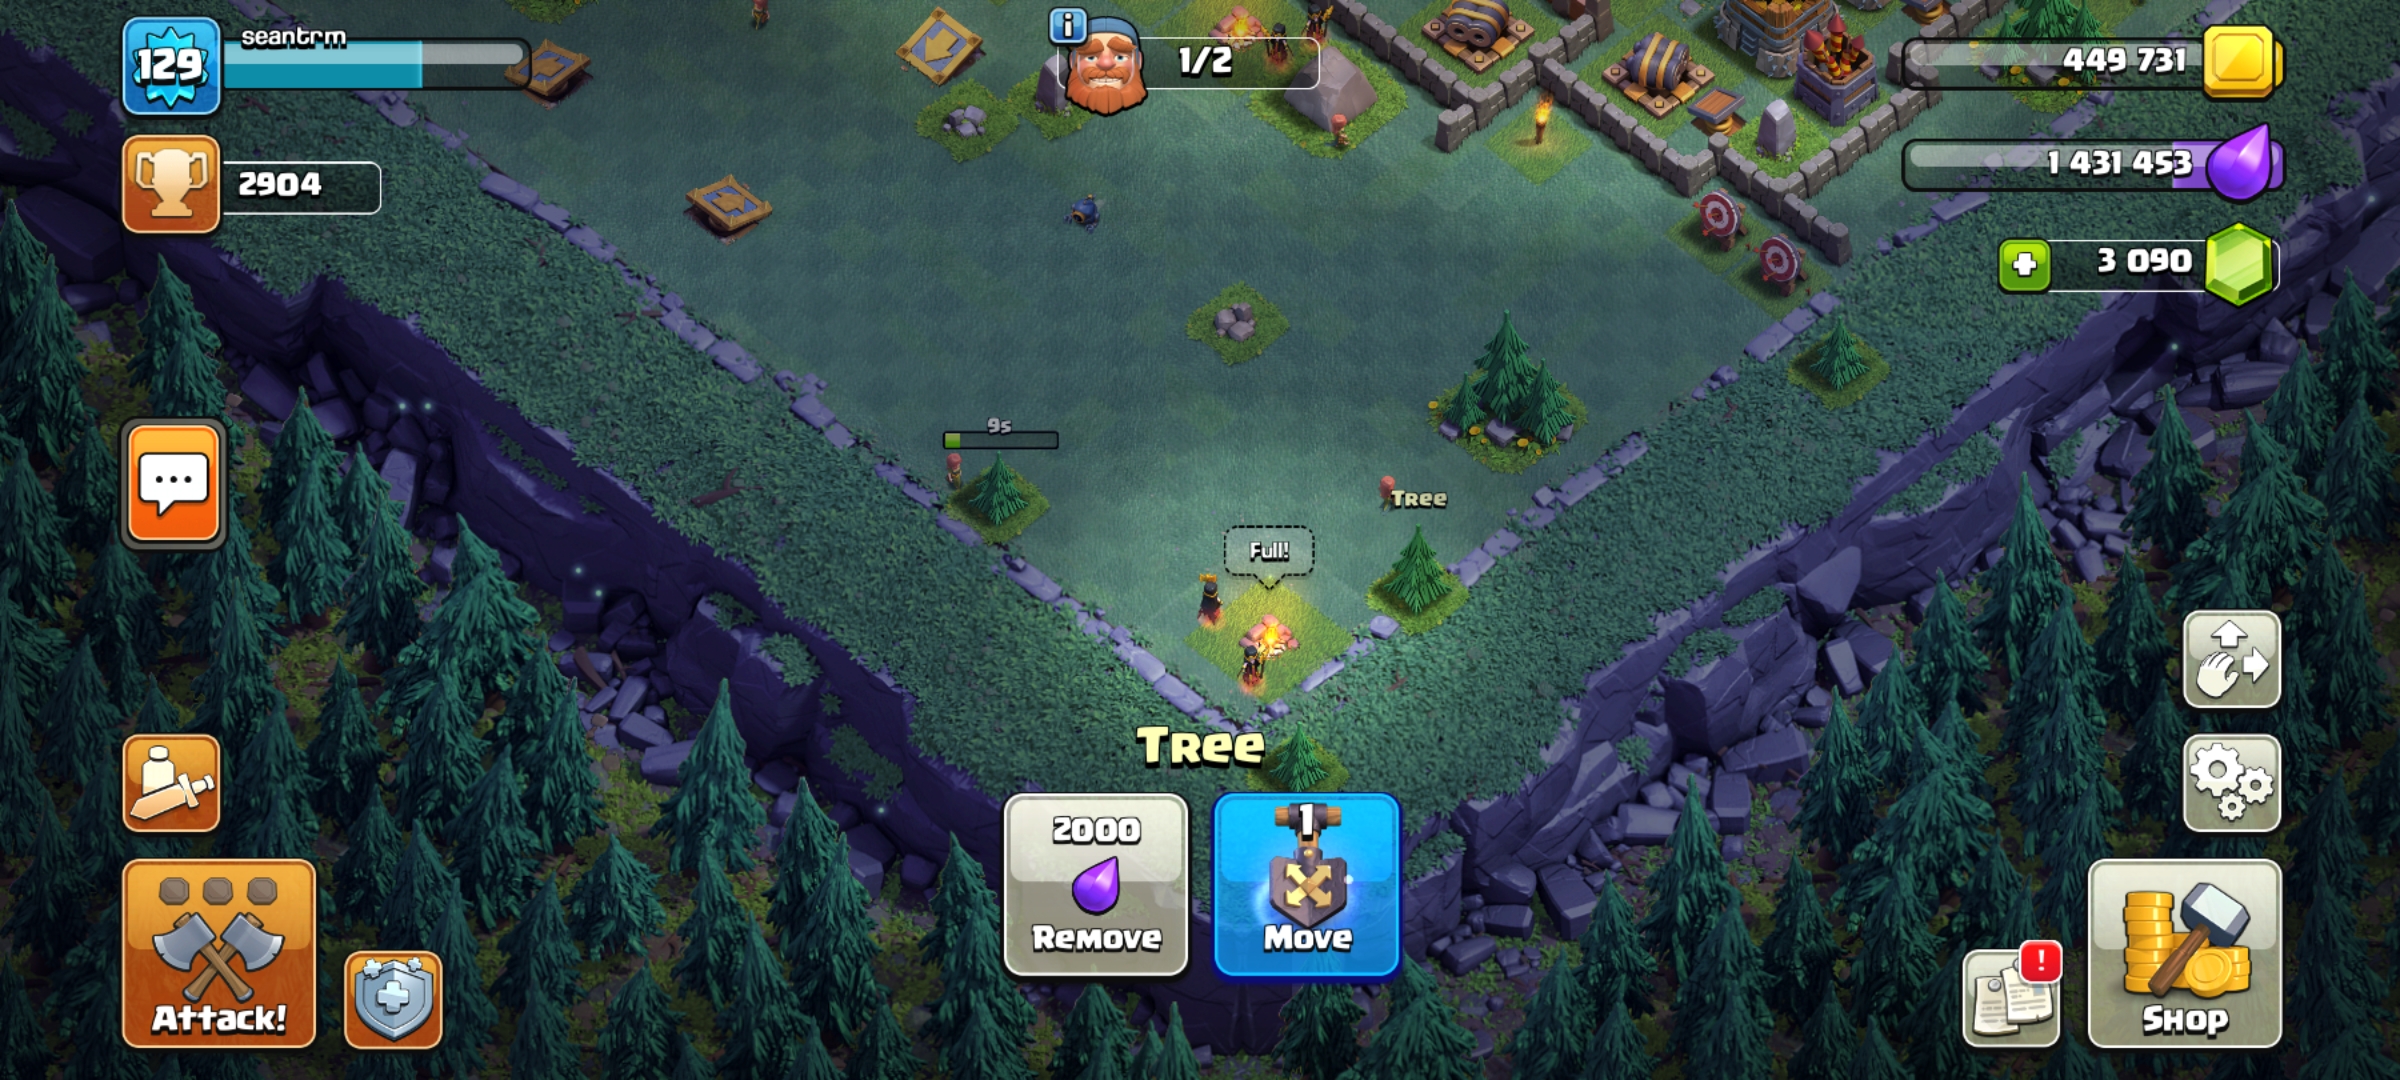 seantrm
129
1/2
449 731
2904
1 431 453
3 090
9s
Tree
Full!
Tree
2000
Remove
1
Move
Attack!
!
Shop